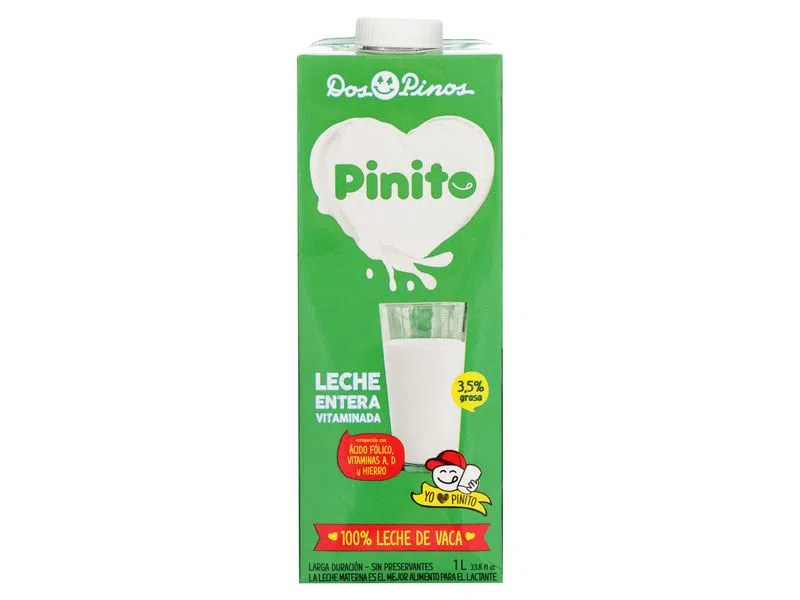 Dos Pinos
Pinito
LECHE
ENTERA
VITAMINADA
3,5%
grasa
enriquecida con
ÁCIDO FÓLICO,
VITAMINAS A, D
y HIERRO
YO PINITO
100% LECHE DE VACA
LARGA DURACIÓN - SIN PRESERVANTES 1 L 33.8 fl oz
LA LECHE MATERNA ES EL MEJOR ALIMENTO PARA EL LACTANTE